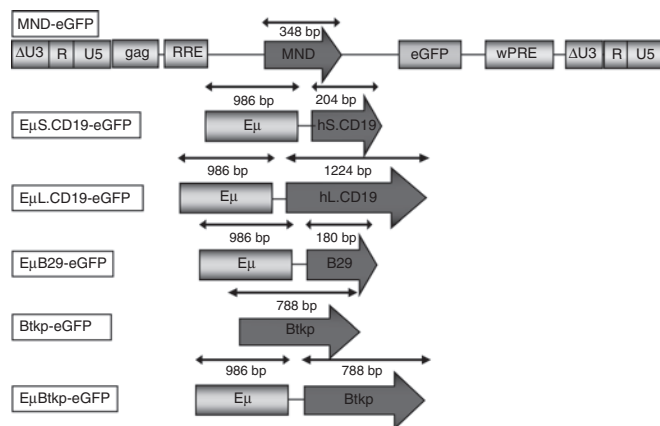 MND-eGFP
348 bp
ΔU3 R U5 gag RRE MND eGFP wPRE ΔU3 R U5
986 bp 204 bp
EμS.CD19-eGFP Eμ hS.CD19
986 bp 1224 bp
EμL.CD19-eGFP Eμ hL.CD19
986 bp 180 bp
EμB29-eGFP Eμ B29
788 bp
Btkp-eGFP Btkp
986 bp 788 bp
EμBtkp-eGFP Eμ Btkp